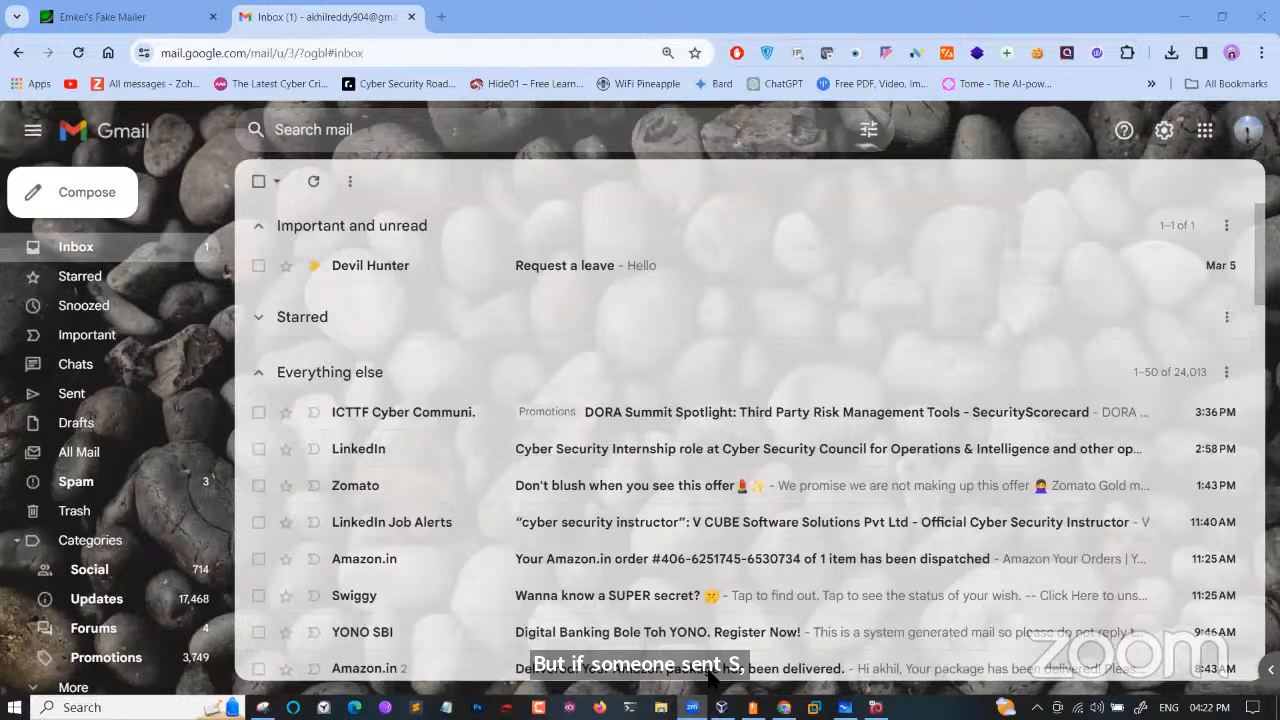 Emkei's Fake Mailer
Inbox (1) - akhilreddy904@gma
mail.google.com/mail/u/3/?ogbl#inbox
Apps
All messages - Zoh...
The Latest Cyber Cri...
Cyber Security Road...
Hide01 – Free Learn...
WiFi Pineapple
Bard
ChatGPT
Free PDF, Video, Im...
Tome - The AI-pow...
All Bookmarks
Gmail
Search mail
Compose
Inbox 1
Starred
Snoozed
Important
Chats
Sent
Drafts
All Mail
Spam 3
Trash
Categories
Social 714
Updates 17,468
Forums 4
Promotions 3,749
More
Important and unread 1–1 of 1
Devil Hunter Request a leave - Hello Mar 5
Starred
Everything else 1–50 of 24,013
ICTTF Cyber Communi. Promotions DORA Summit Spotlight: Third Party Risk Management Tools - SecurityScorecard - DORA ... 3:36 PM
LinkedIn Cyber Security Internship role at Cyber Security Council for Operations & Intelligence and other op... 2:58 PM
Zomato Don't blush when you see this offer💄✨ - We promise we are not making up this offer 🤦‍♀️ Zomato Gold m... 1:43 PM
LinkedIn Job Alerts “cyber security instructor”: V CUBE Software Solutions Pvt Ltd - Official Cyber Security Instructor - V 11:40 AM
Amazon.in Your Amazon.in order #406-6251745-6530734 of 1 item has been dispatched - Amazon Your Orders | Y... 11:25 AM
Swiggy Wanna know a SUPER secret? 🤫 - Tap to find out. Tap to see the status of your wish. -- Click Here to uns... 11:25 AM
YONO SBI Digital Banking Bole Toh YONO. Register Now! - This is a system generated mail so please do not reply t... 9:46 AM
Amazon.in 2 been delivered. - Hi akhil, Your package has been delivered! Pleas... 8:43 AM
But if someone sent S,
zoom
Search
ENG 04:22 PM